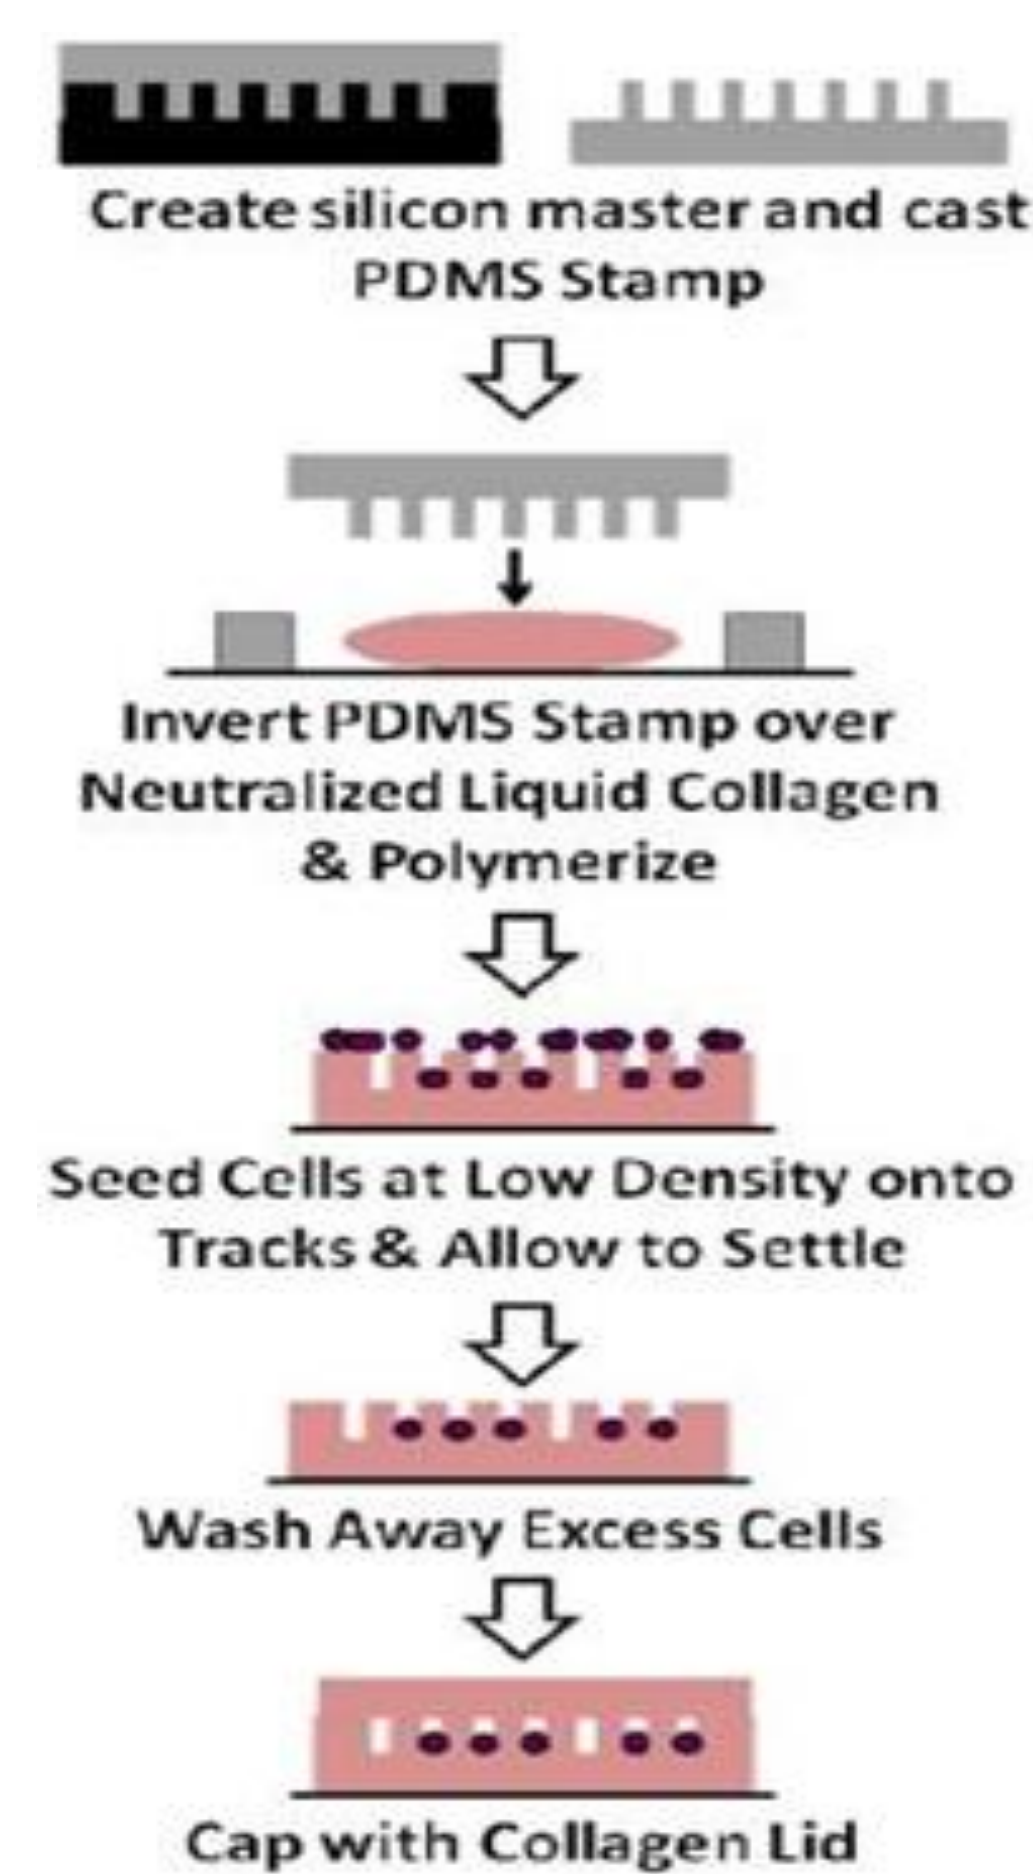 Create silicon master and cast
PDMS Stamp
Invert PDMS Stamp over
Neutralized Liquid Collagen
& Polymerize
Seed Cells at Low Density onto
Tracks & Allow to Settle
Wash Away Excess Cells
Cap with Collagen Lid